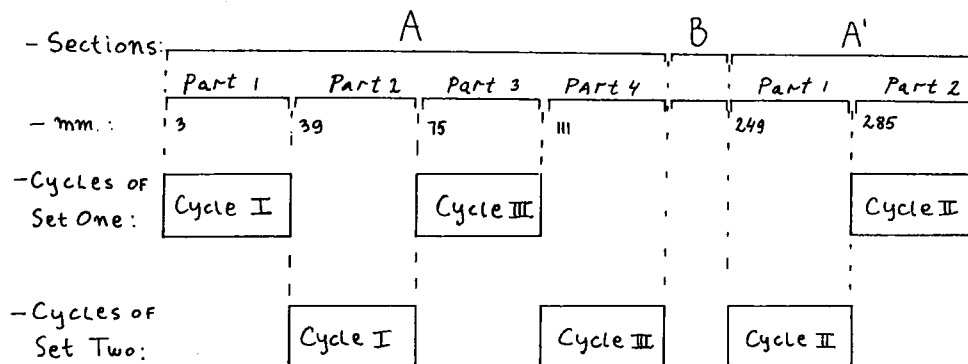 A B A'
- Sections:
Part 1 Part 2 Part 3 PArt 4 Part 1 Part 2
- mm.: 3 39 75 111 249 285
- Cycles of
Set One: Cycle I Cycle III Cycle II
- Cycles of
Set Two: Cycle I Cycle III Cycle II